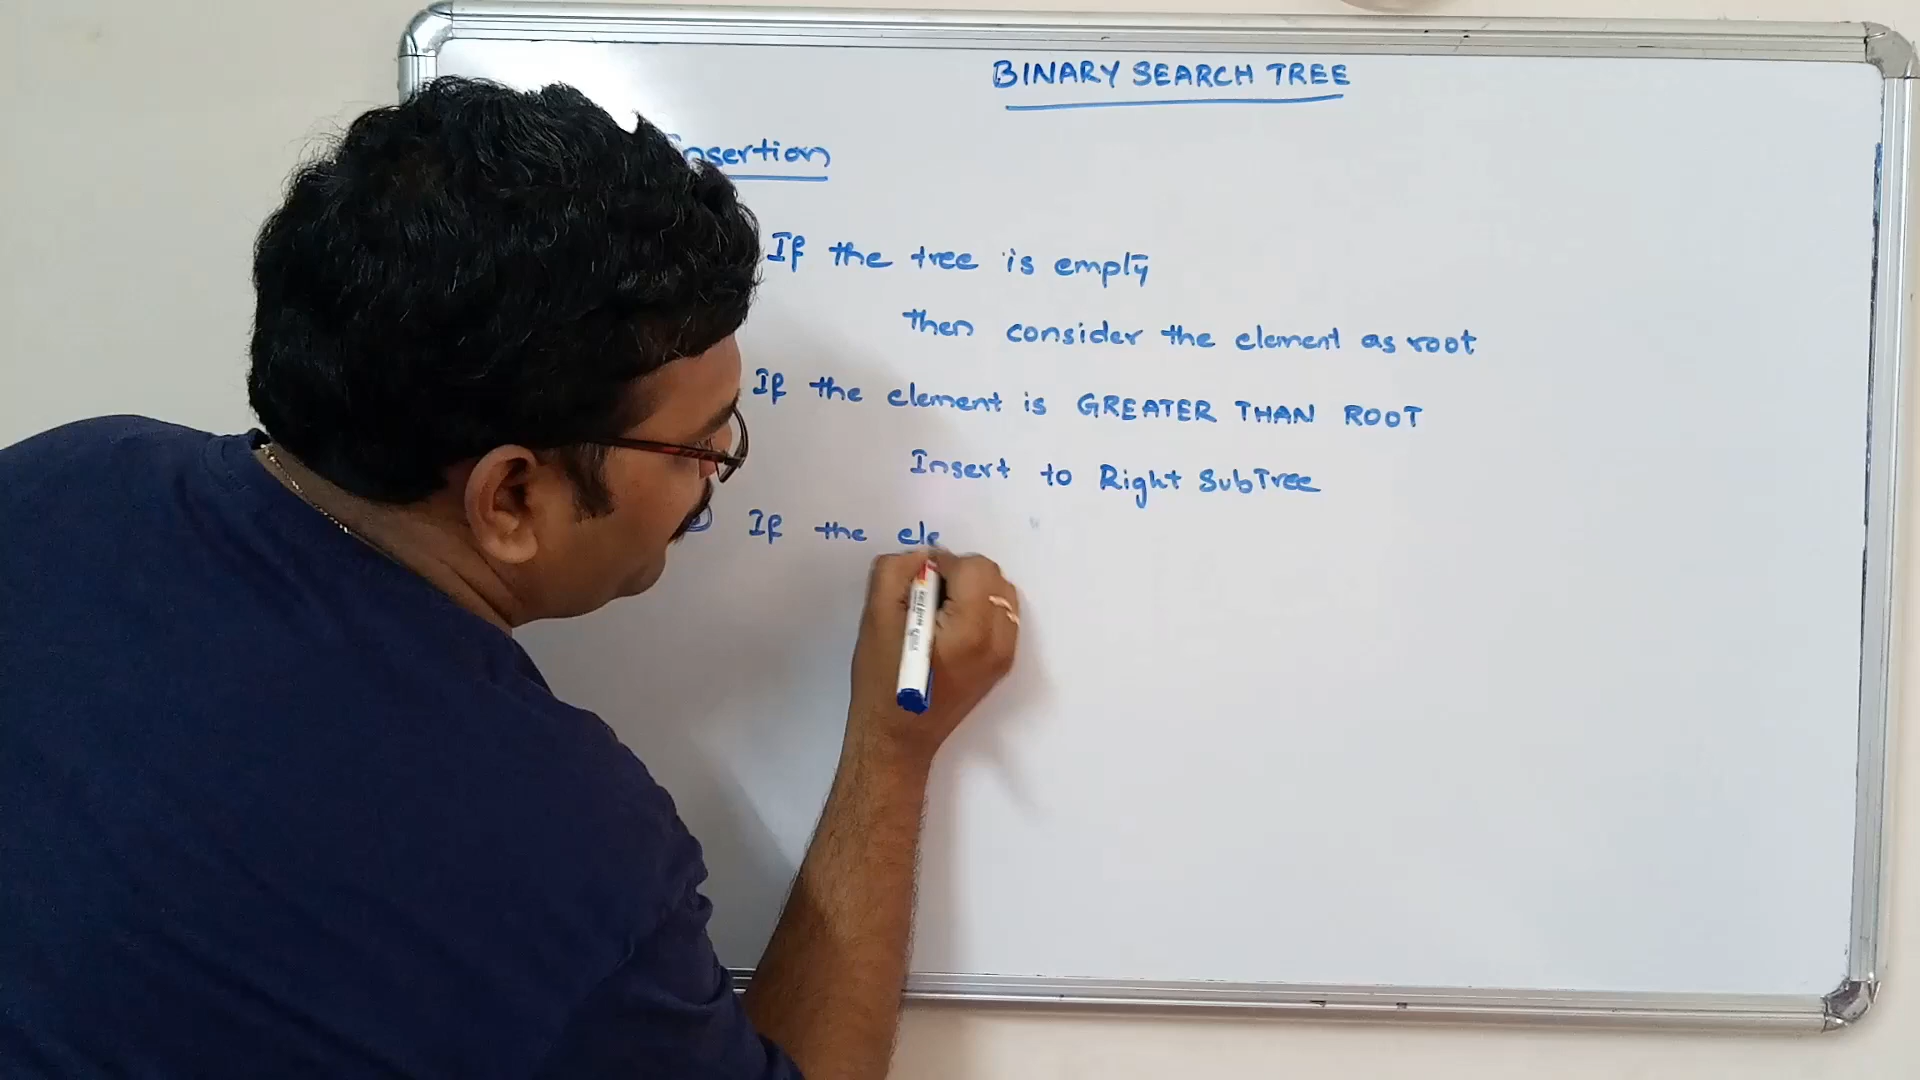 BINARY SEARCH TREE
Insertion
If the tree is empty
then consider the element as root
If the element is GREATER THAN ROOT
Insert to Right SubTree
If the ele